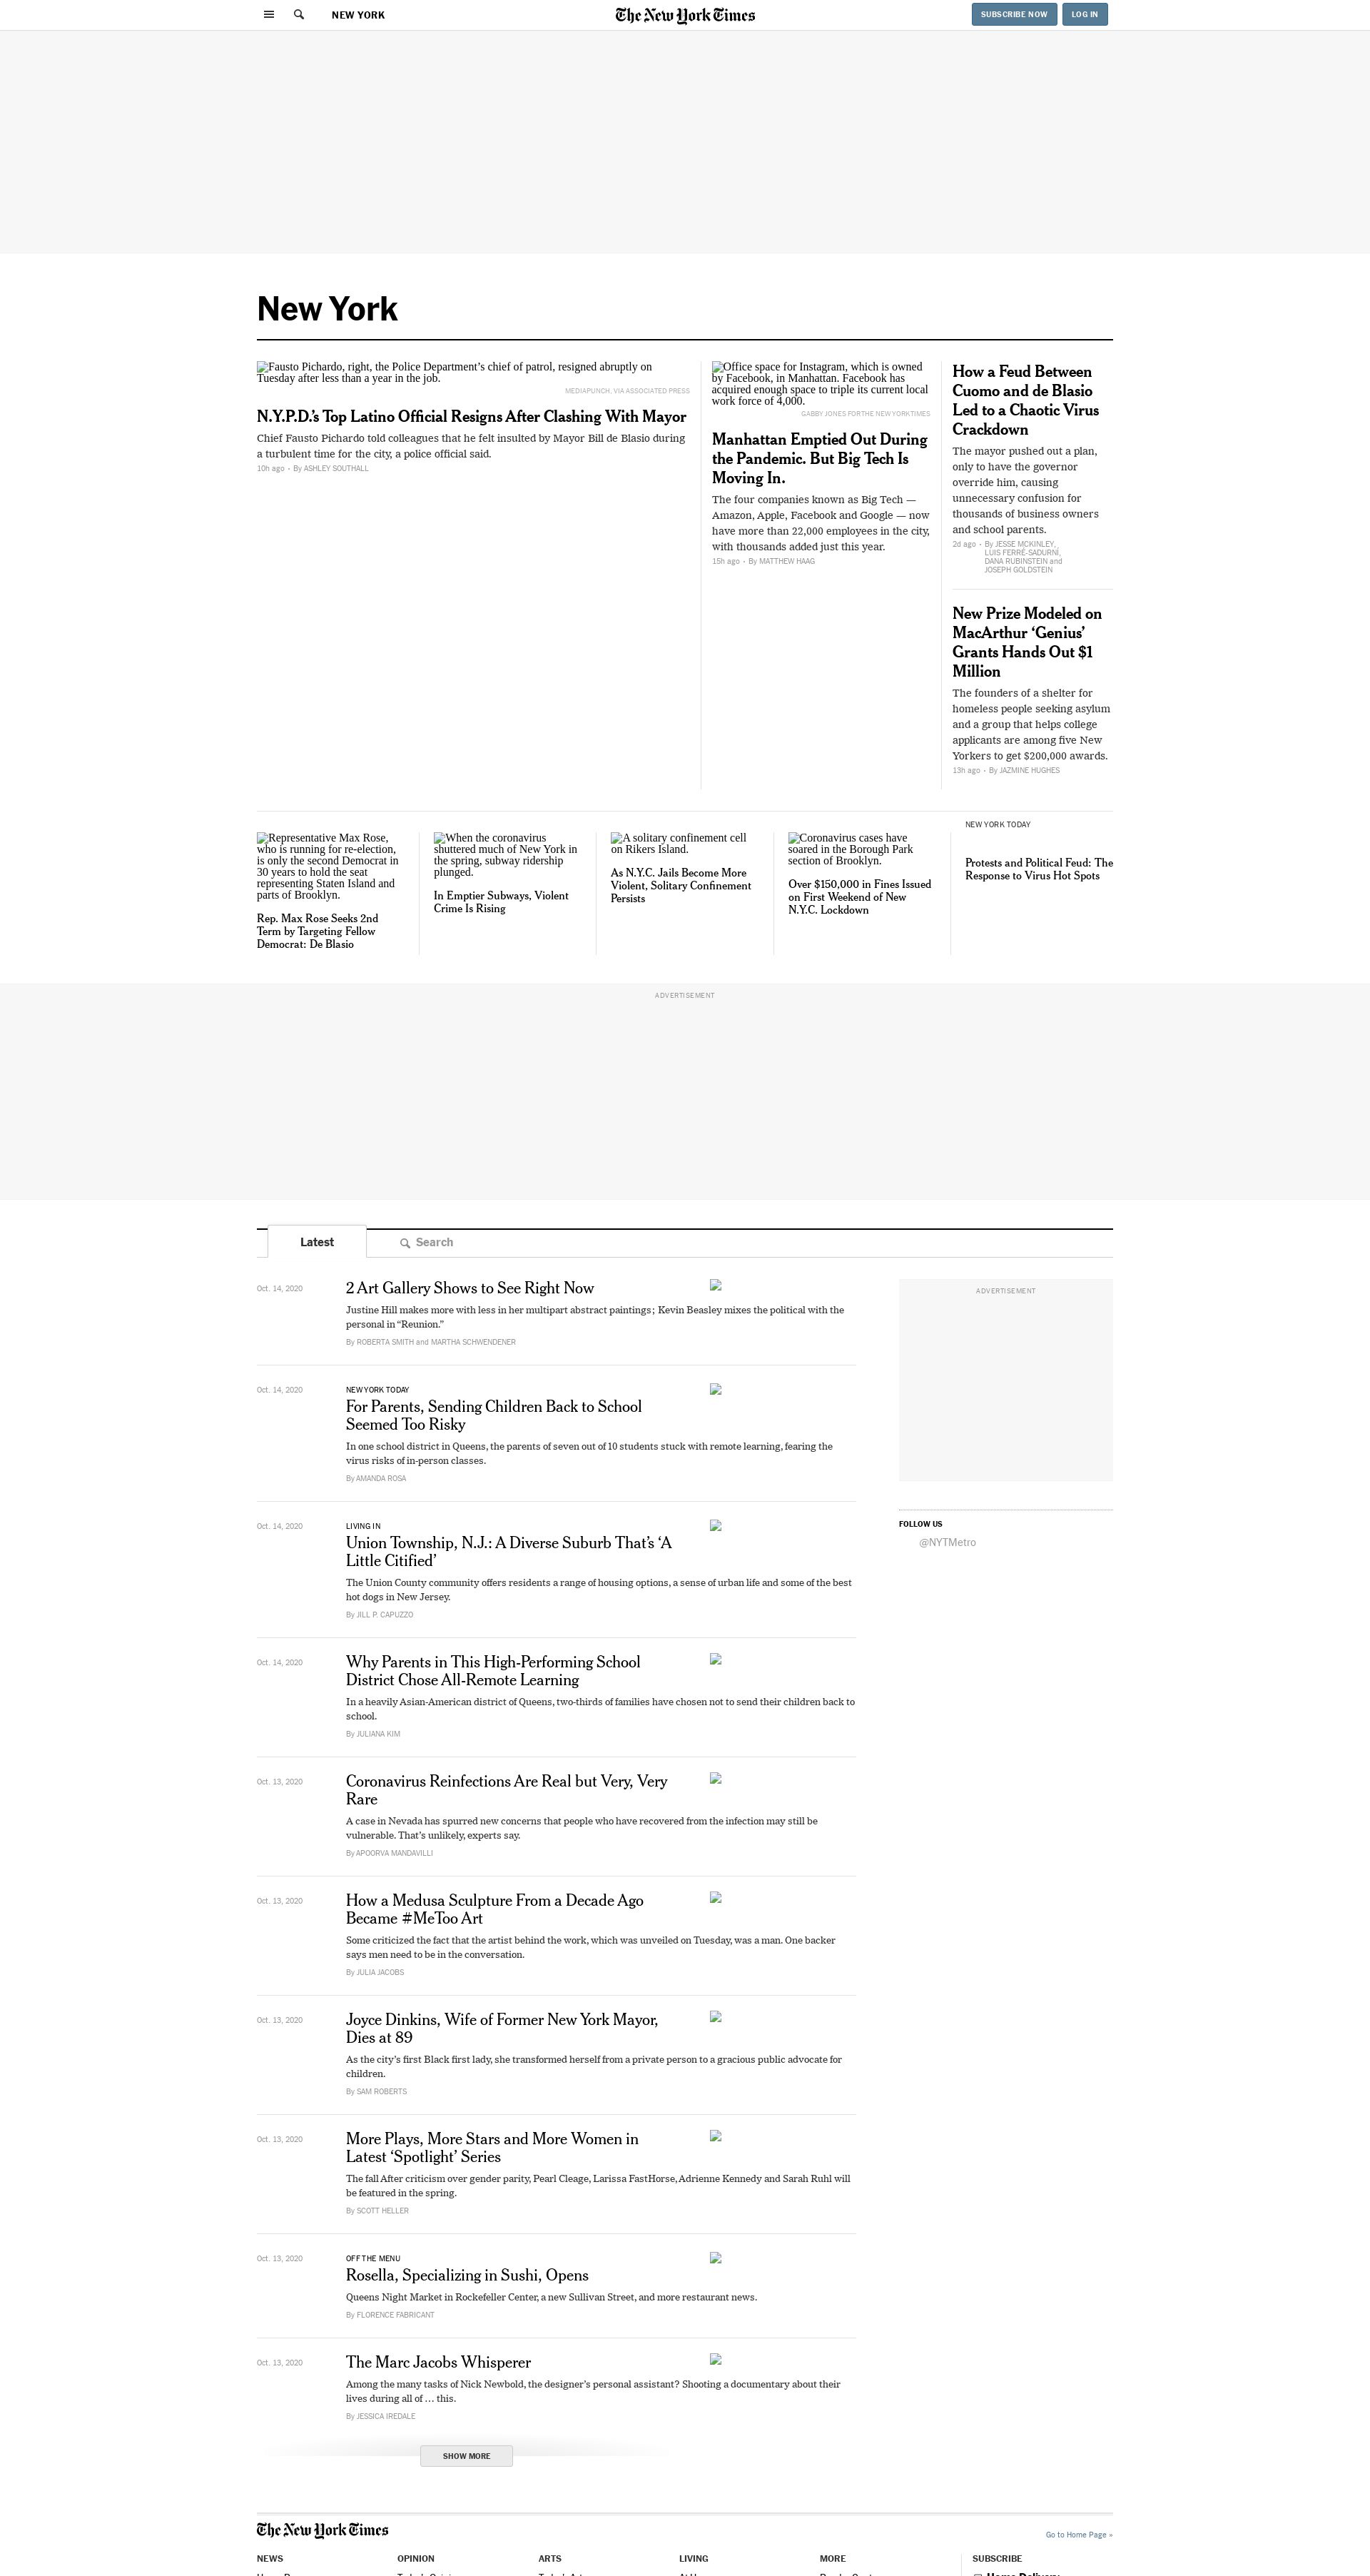 NEW YORK
The New York Times
SUBSCRIBE NOW
LOG IN
New York
Fausto Pichardo, right, the Police Department’s chief of patrol, resigned abruptly on
Tuesday after less than a year in the job.
MEDIAPUNCH, VIA ASSOCIATED PRESS
N.Y.P.D.’s Top Latino Official Resigns After Clashing With Mayor
Chief Fausto Pichardo told colleagues that he felt insulted by Mayor Bill de Blasio during
a turbulent time for the city, a police official said.
10h ago • By ASHLEY SOUTHALL
Office space for Instagram, which is owned
by Facebook, in Manhattan. Facebook has
acquired enough space to triple its current local
work force of 4,000.
GABBY JONES FOR THE NEW YORK TIMES
Manhattan Emptied Out During
the Pandemic. But Big Tech Is
Moving In.
The four companies known as Big Tech —
Amazon, Apple, Facebook and Google — now
have more than 22,000 employees in the city,
with thousands added just this year.
15h ago • By MATTHEW HAAG
How a Feud Between
Cuomo and de Blasio
Led to a Chaotic Virus
Crackdown
The mayor pushed out a plan,
only to have the governor
override him, causing
unnecessary confusion for
thousands of business owners
and school parents.
2d ago • By JESSE MCKINLEY,
LUIS FERRÉ-SADURNÍ,
DANA RUBINSTEIN and
JOSEPH GOLDSTEIN
New Prize Modeled on
MacArthur ‘Genius’
Grants Hands Out $1
Million
The founders of a shelter for
homeless people seeking asylum
and a group that helps college
applicants are among five New
Yorkers to get $200,000 awards.
13h ago • By JAZMINE HUGHES
Representative Max Rose,
who is running for re-election,
is only the second Democrat in
30 years to hold the seat
representing Staten Island and
parts of Brooklyn.
Rep. Max Rose Seeks 2nd
Term by Targeting Fellow
Democrat: De Blasio
When the coronavirus
shuttered much of New York in
the spring, subway ridership
plunged.
In Emptier Subways, Violent
Crime Is Rising
A solitary confinement cell
on Rikers Island.
As N.Y.C. Jails Become More
Violent, Solitary Confinement
Persists
Coronavirus cases have
soared in the Borough Park
section of Brooklyn.
Over $150,000 in Fines Issued
on First Weekend of New
N.Y.C. Lockdown
NEW YORK TODAY
Protests and Political Feud: The
Response to Virus Hot Spots
ADVERTISEMENT
Latest
Search
Oct. 14, 2020
2 Art Gallery Shows to See Right Now
Justine Hill makes more with less in her multipart abstract paintings; Kevin Beasley mixes the political with the
personal in “Reunion.”
By ROBERTA SMITH and MARTHA SCHWENDENER
ADVERTISEMENT
Oct. 14, 2020
NEW YORK TODAY
For Parents, Sending Children Back to School
Seemed Too Risky
In one school district in Queens, the parents of seven out of 10 students stuck with remote learning, fearing the
virus risks of in-person classes.
By AMANDA ROSA
FOLLOW US
@NYTMetro
Oct. 14, 2020
LIVING IN
Union Township, N.J.: A Diverse Suburb That’s ‘A
Little Citified’
The Union County community offers residents a range of housing options, a sense of urban life and some of the best
hot dogs in New Jersey.
By JILL P. CAPUZZO
Oct. 14, 2020
Why Parents in This High-Performing School
District Chose All-Remote Learning
In a heavily Asian-American district of Queens, two-thirds of families have chosen not to send their children back to
school.
By JULIANA KIM
Oct. 13, 2020
Coronavirus Reinfections Are Real but Very, Very
Rare
A case in Nevada has spurred new concerns that people who have recovered from the infection may still be
vulnerable. That’s unlikely, experts say.
By APOORVA MANDAVILLI
Oct. 13, 2020
How a Medusa Sculpture From a Decade Ago
Became #MeToo Art
Some criticized the fact that the artist behind the work, which was unveiled on Tuesday, was a man. One backer
says men need to be in the conversation.
By JULIA JACOBS
Oct. 13, 2020
Joyce Dinkins, Wife of Former New York Mayor,
Dies at 89
As the city’s first Black first lady, she transformed herself from a private person to a gracious public advocate for
children.
By SAM ROBERTS
Oct. 13, 2020
More Plays, More Stars and More Women in
Latest ‘Spotlight’ Series
The fall After criticism over gender parity, Pearl Cleage, Larissa FastHorse, Adrienne Kennedy and Sarah Ruhl will
be featured in the spring.
By SCOTT HELLER
Oct. 13, 2020
OFF THE MENU
Rosella, Specializing in Sushi, Opens
Queens Night Market in Rockefeller Center, a new Sullivan Street, and more restaurant news.
By FLORENCE FABRICANT
Oct. 13, 2020
The Marc Jacobs Whisperer
Among the many tasks of Nick Newbold, the designer’s personal assistant? Shooting a documentary about their
lives during all of … this.
By JESSICA IREDALE
SHOW MORE
The New York Times
Go to Home Page »
NEWS
OPINION
ARTS
LIVING
MORE
SUBSCRIBE